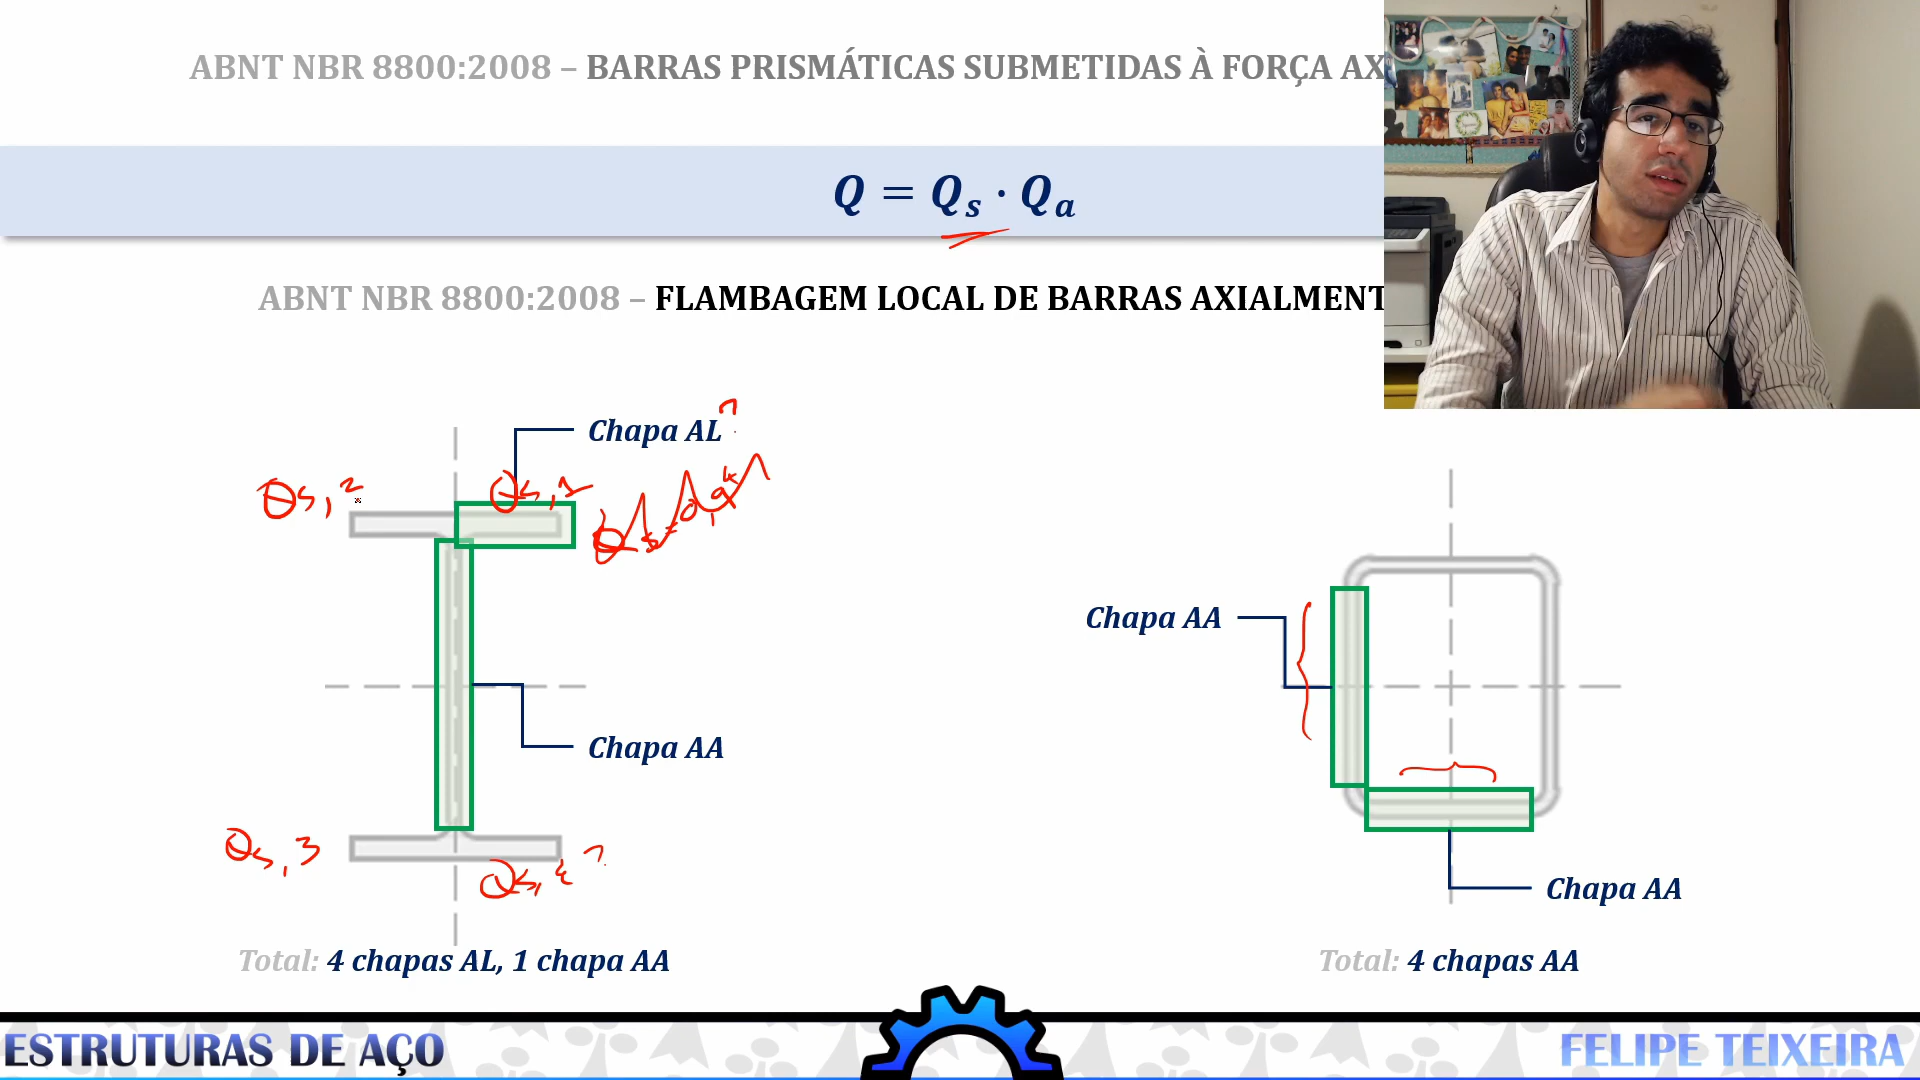 ABNT NBR 8800:2008 – BARRAS PRISMÁTICAS SUBMETIDAS À FORÇA AX
Q = Qs · Qa
ABNT NBR 8800:2008 – FLAMBAGEM LOCAL DE BARRAS AXIALMENT
Chapa AL ?
Qs, 2
Qs, 1
Chapa AA
Chapa AA
Qs, 3
Qs, 4 ?
Chapa AA
Total: 4 chapas AL, 1 chapa AA
Total: 4 chapas AA
ESTRUTURAS DE AÇO
FELIPE TEIXEIRA